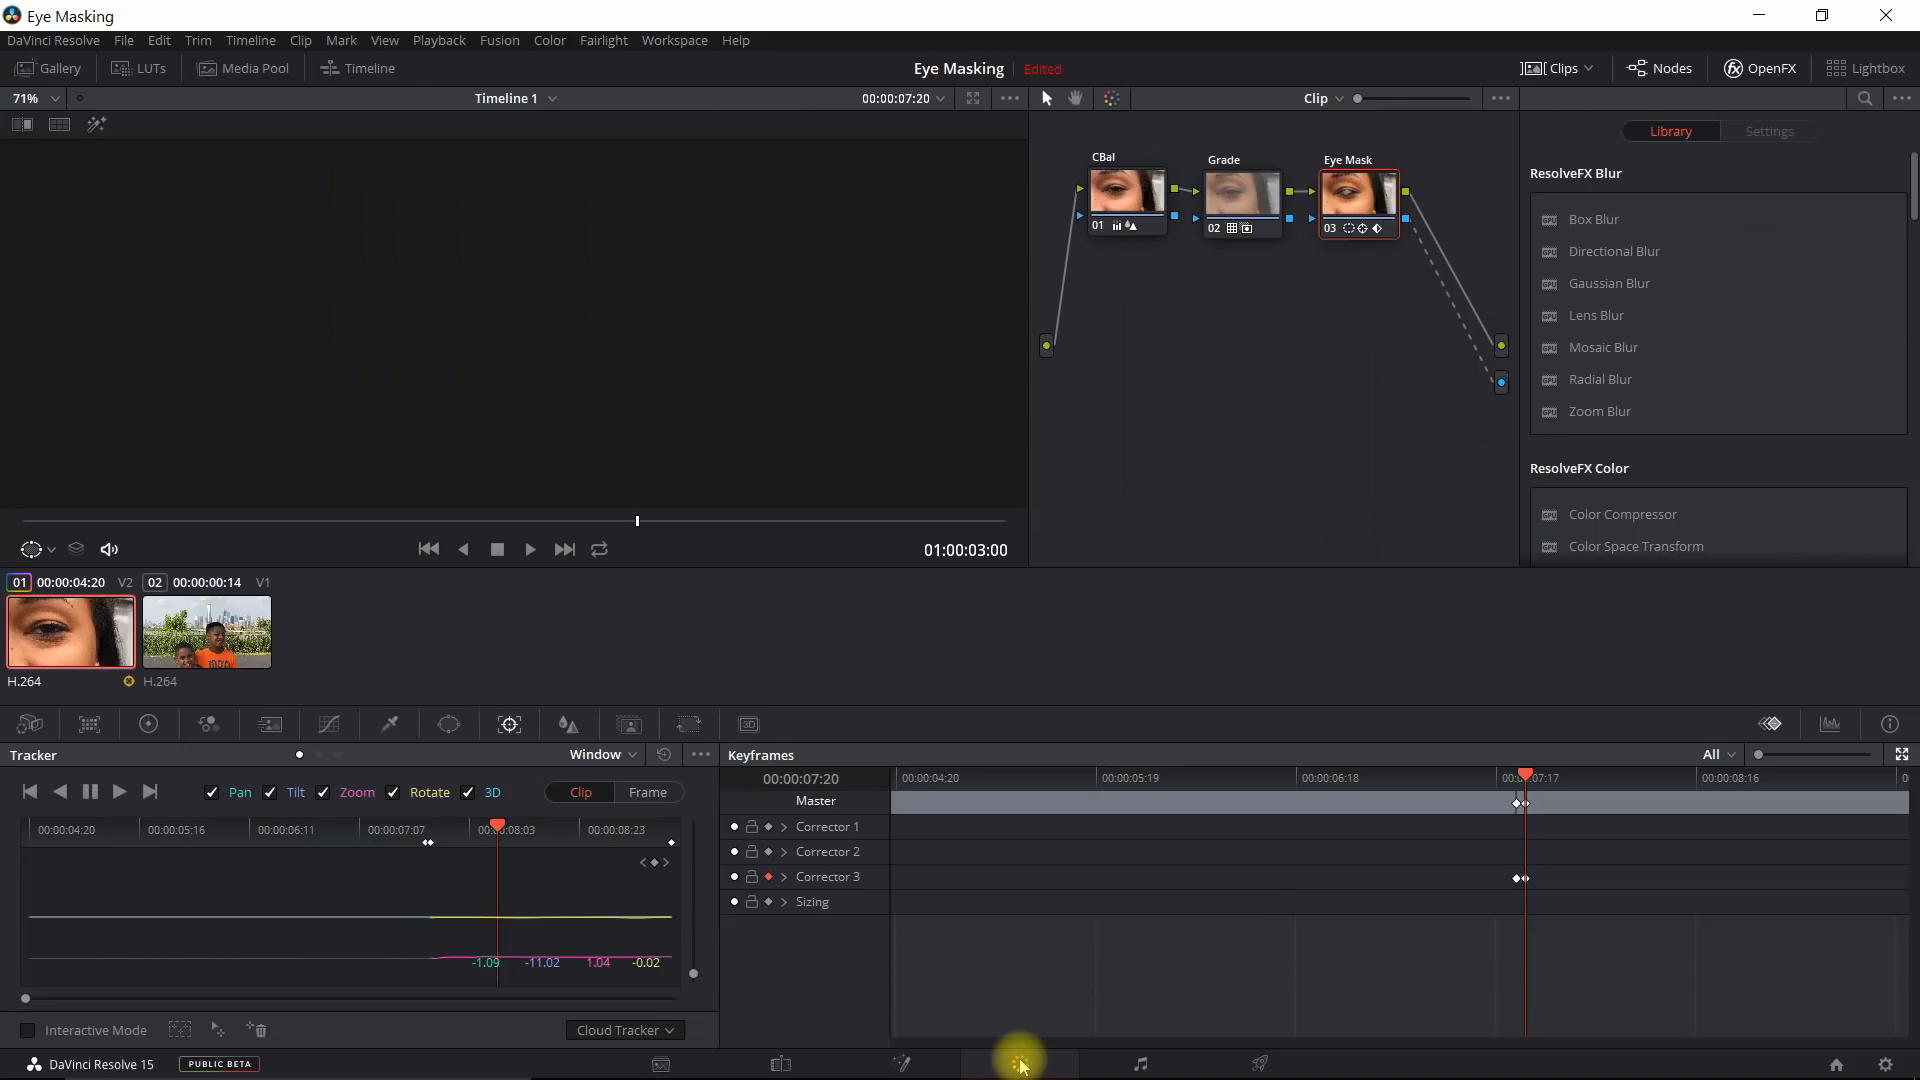 Eye Masking
DaVinci Resolve File Edit Trim Timeline Clip Mark View Playback Fusion Color Fairlight Workspace Help
Gallery LUTs Media Pool Timeline Eye Masking Edited Clips Nodes OpenFX Lightbox
71% Timeline 1 00:00:07:20 Clip
Library Settings
CBal Grade Eye Mask
01 02 03
ResolveFX Blur
Box Blur
Directional Blur
Gaussian Blur
Lens Blur
Mosaic Blur
Radial Blur
Zoom Blur
ResolveFX Color
Color Compressor
Color Space Transform
01:00:03:00
01 00:00:04:20 V2 02 00:00:00:14 V1
H.264 H.264
3D
Tracker Window
Pan Tilt Zoom Rotate 3D Clip Frame
00:00:04:20 00:00:05:16 00:00:06:11 00:00:07:07 00:00:08:03 00:00:08:23
-1.09 -11.02 1.04 -0.02
Interactive Mode Cloud Tracker
Keyframes All
00:00:07:20 00:00:04:20 00:00:05:19 00:00:06:18 00:00:07:17 00:00:08:16
Master
Corrector 1
Corrector 2
Corrector 3
Sizing
DaVinci Resolve 15 PUBLIC BETA